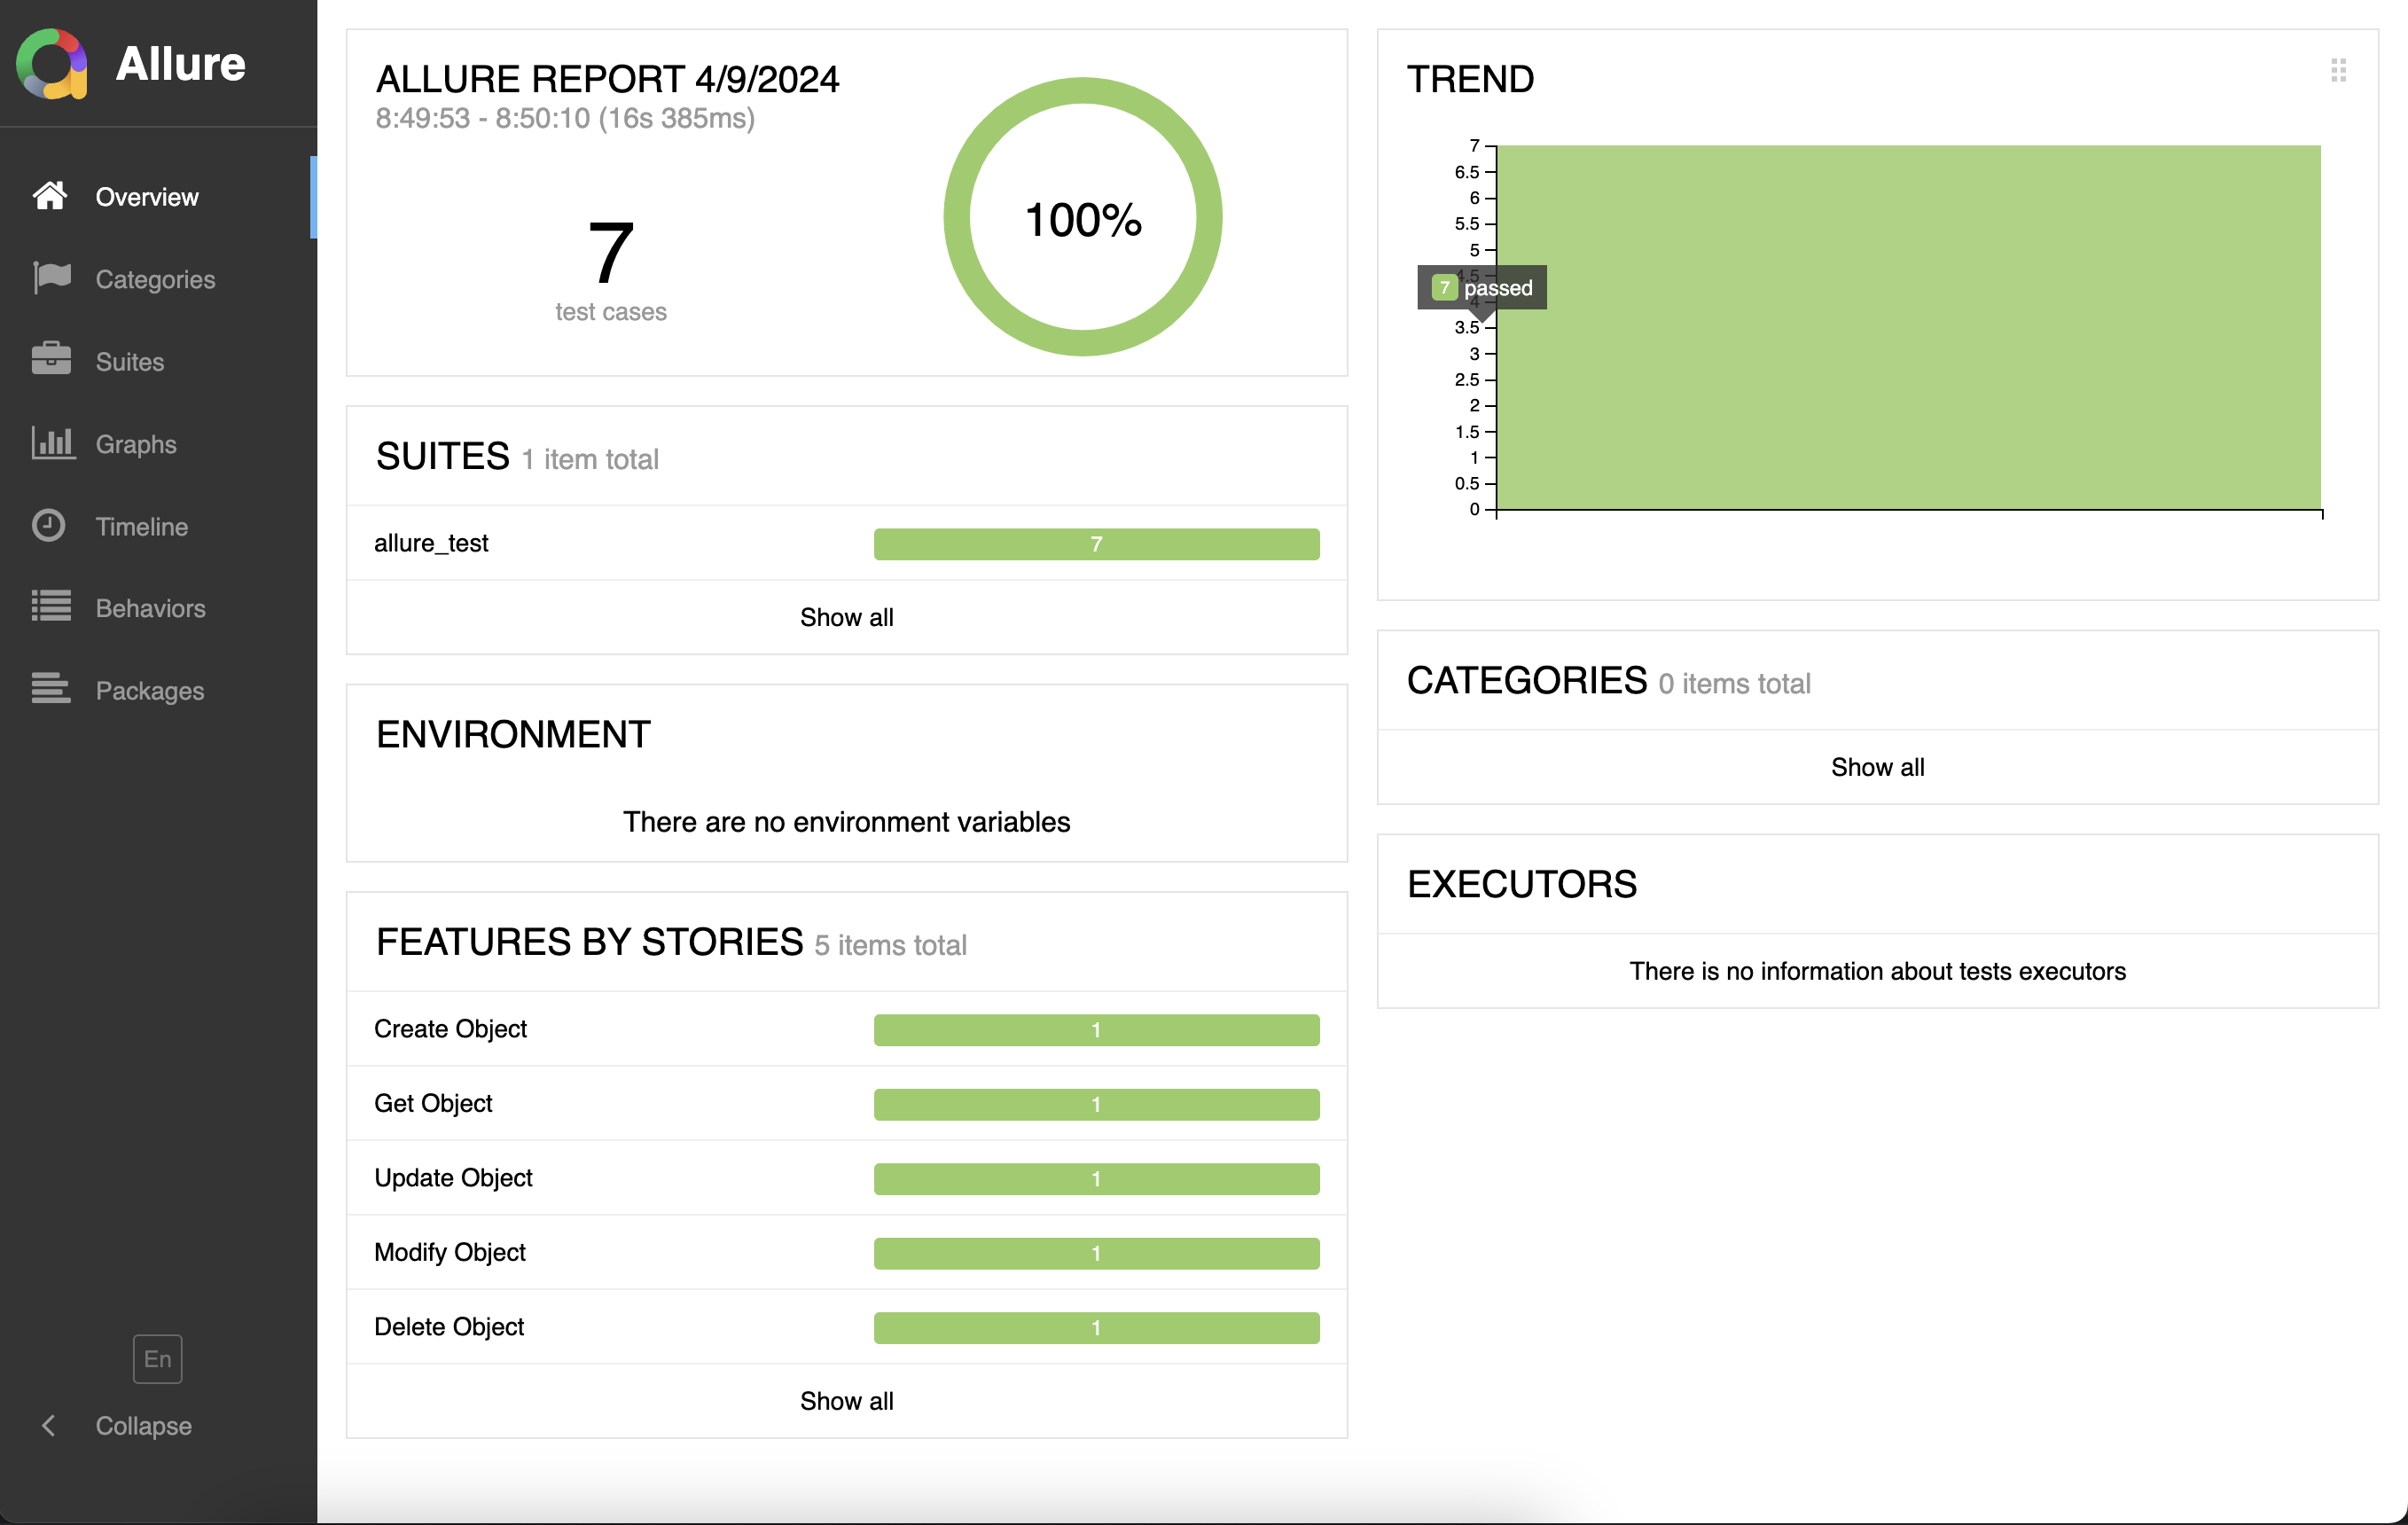 Allure
Overview
Categories
Suites
Graphs
Timeline
Behaviors
Packages
En
Collapse
ALLURE REPORT 4/9/2024
8:49:53 - 8:50:10 (16s 385ms)
7
test cases
100%
SUITES 1 item total
allure_test 7
Show all
ENVIRONMENT
There are no environment variables
FEATURES BY STORIES 5 items total
Create Object 1
Get Object 1
Update Object 1
Modify Object 1
Delete Object 1
Show all
TREND
7
6.5
6
5.5
5
4.5
7 passed
4
3.5
3
2.5
2
1.5
1
0.5
0
CATEGORIES 0 items total
Show all
EXECUTORS
There is no information about tests executors